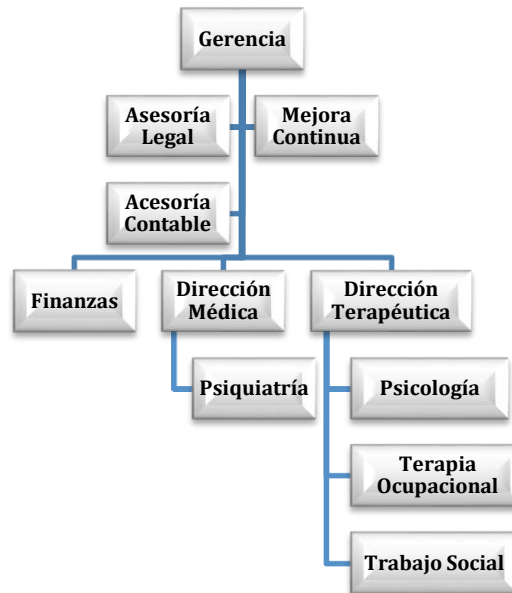 Gerencia
Asesoría
Legal
Mejora
Continua
Acesoría
Contable
Finanzas
Dirección
Médica
Dirección
Terapéutica
Psiquiatría
Psicología
Terapia
Ocupacional
Trabajo Social